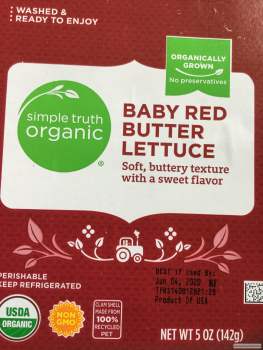 WASHED &
READY TO ENJOY
ORGANICALLY
GROWN
No preservatives
simple truth
organic®
BABY RED
BUTTER
LETTUCE
Soft, buttery texture
with a sweet flavor
PERISHABLE
KEEP REFRIGERATED
USDA
ORGANIC
NON
GMO
CLAM SHELL
MADE FROM
100%
RECYCLED
PET
BEST IF Used By:
Jun 04, 2020 KF
Product Of USA
NET WT 5 OZ (142g)